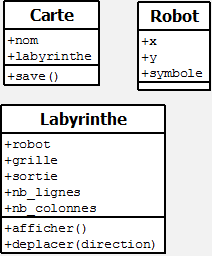 Carte
+nom
+labyrinthe
+save()
Robot
+x
+y
+symbole
Labyrinthe
+robot
+grille
+sortie
+nb_lignes
+nb_colonnes
+afficher()
+deplacer(direction)